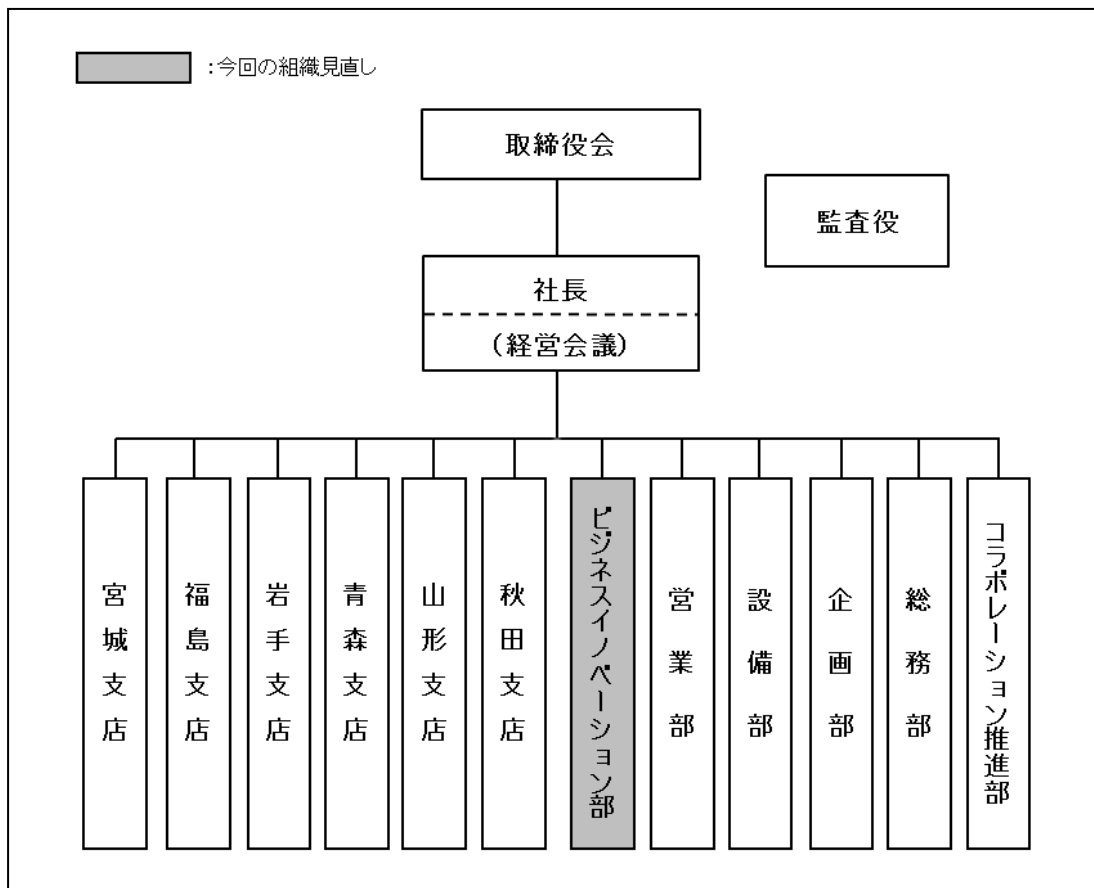 ：今回の組織見直し
取締役会
監査役
社長
（経営会議）
宮城支店
福島支店
岩手支店
青森支店
山形支店
秋田支店
ビジネスイノベーション部
営業部
設備部
企画部
総務部
コラボレーション推進部